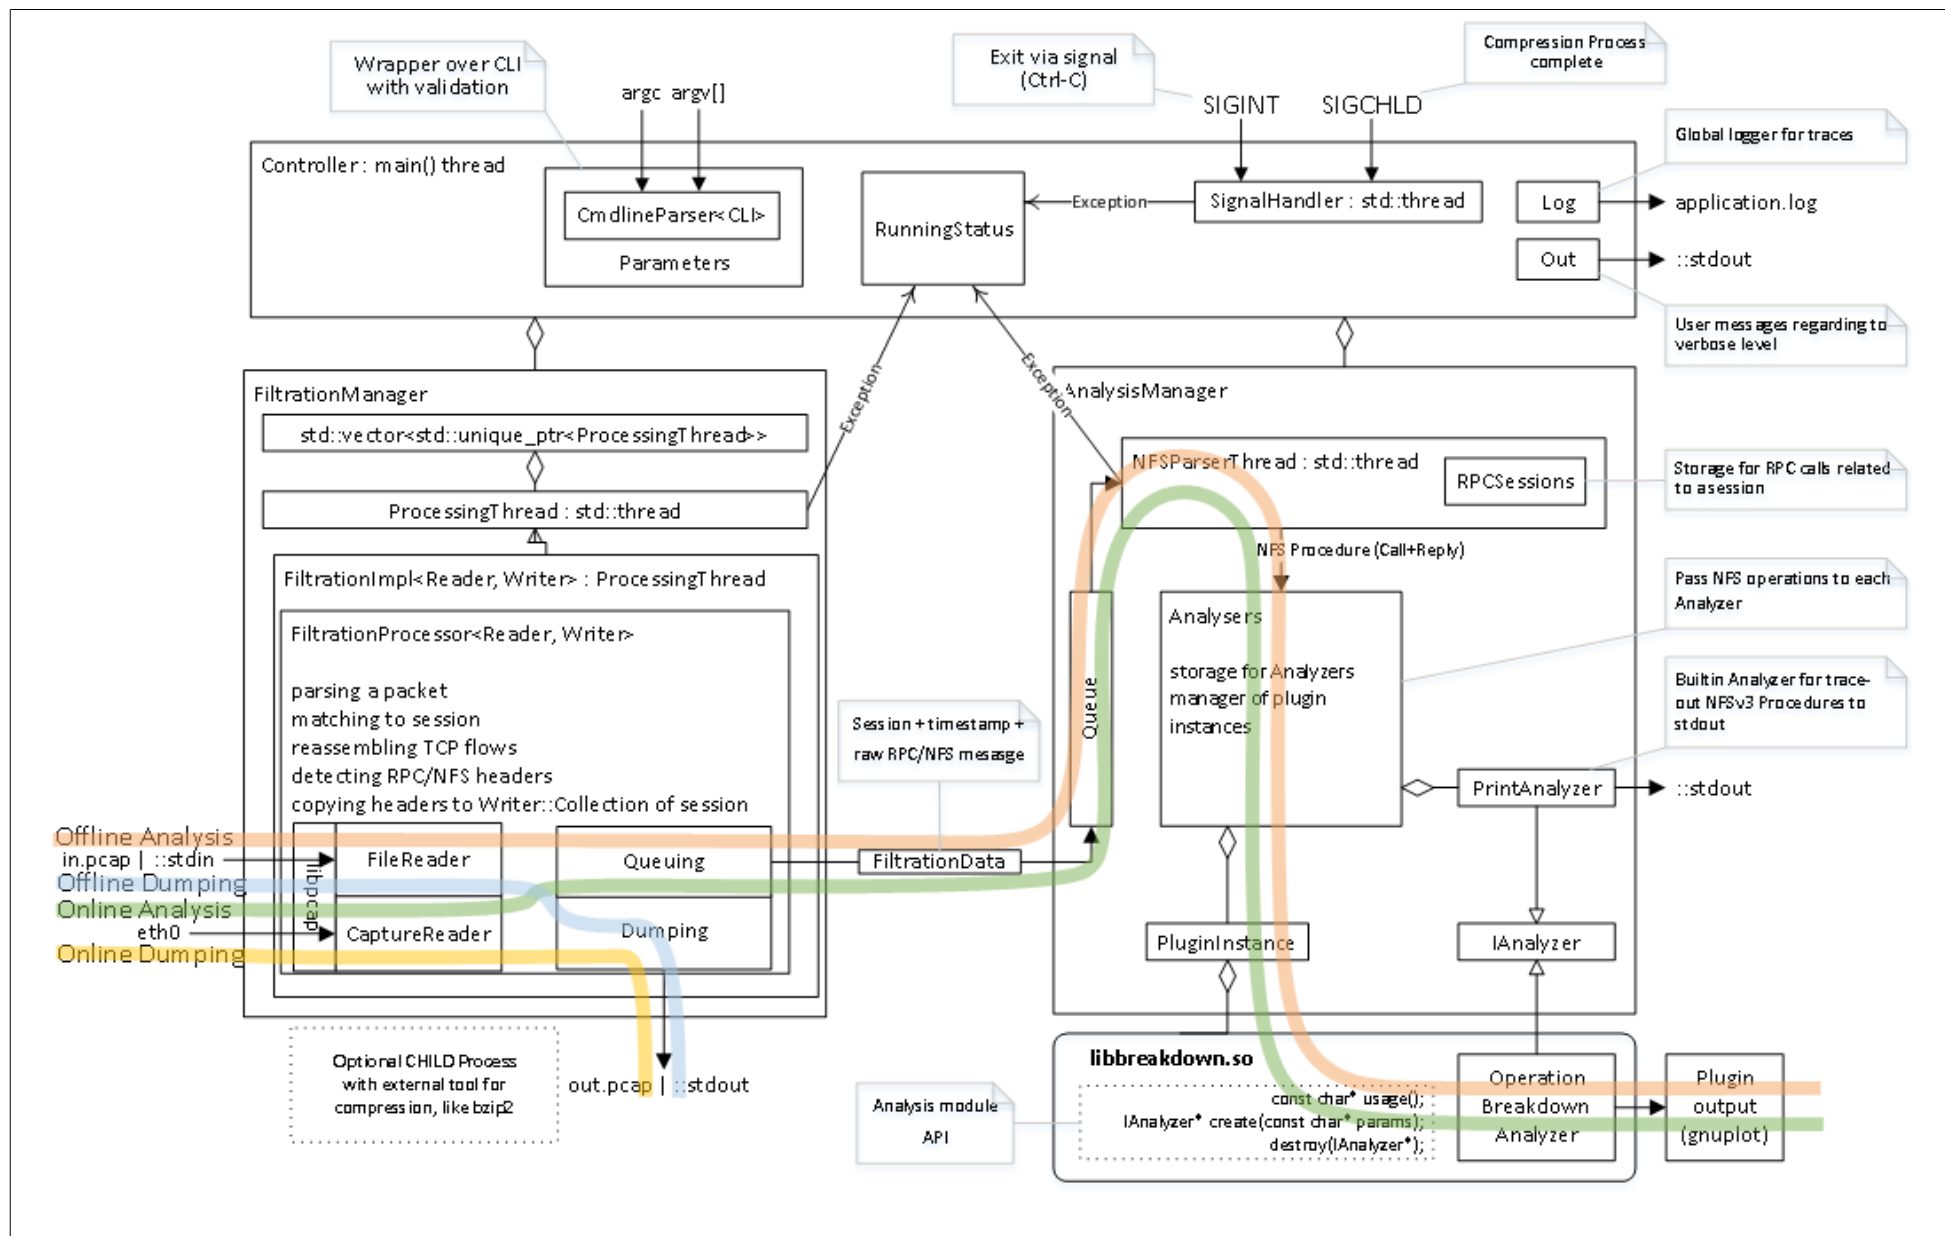 Wrapper over CLI
with validation
argc argv[]
Exit via signal
(Ctrl-C)
Compression Process
complete
SIGINT
SIGCHLD
Global logger for traces
Controller : main() thread
CmdlineParser<CLI>
Parameters
RunningStatus
Exception
SignalHandler : std::thread
Log
application.log
Out
::stdout
User messages regarding to
verbose level
FiltrationManager
std::vector<std::unique_ptr<ProcessingThread>>
ProcessingThread : std::thread
Exception
Exception
AnalysisManager
NFSParserThread : std::thread
RPCSessions
Storage for RPC calls related
to a session
NFS Procedure (Call+Reply)
FiltrationImpl<Reader, Writer> : ProcessingThread
FiltrationProcessor<Reader, Writer>
parsing a packet
matching to session
reassembling TCP flows
detecting RPC/NFS headers
copying headers to Writer::Collection of session
Pass NFS operations to each
Analyzer
Analysers
storage for Analyzers
manager of plugin
instances
Queue
Session + timestamp +
raw RPC/NFS mesasge
Builtin Analyzer for trace-
out NFSv3 Procedures to
stdout
PrintAnalyzer
::stdout
Offline Analysis
in.pcap | ::stdin
Offline Dumping
Online Analysis
eth0
Online Dumping
libpcap
FileReader
CaptureReader
Queuing
Dumping
FiltrationData
PluginInstance
IAnalyzer
Optional CHILD Process
with external tool for
compression, like bzip2
out.pcap | ::stdout
Analysis module
API
libbreakdown.so
const char* usage();
IAnalyzer* create(const char* params);
destroy(IAnalyzer*);
Operation
Breakdown
Analyzer
Plugin
output
(gnuplot)